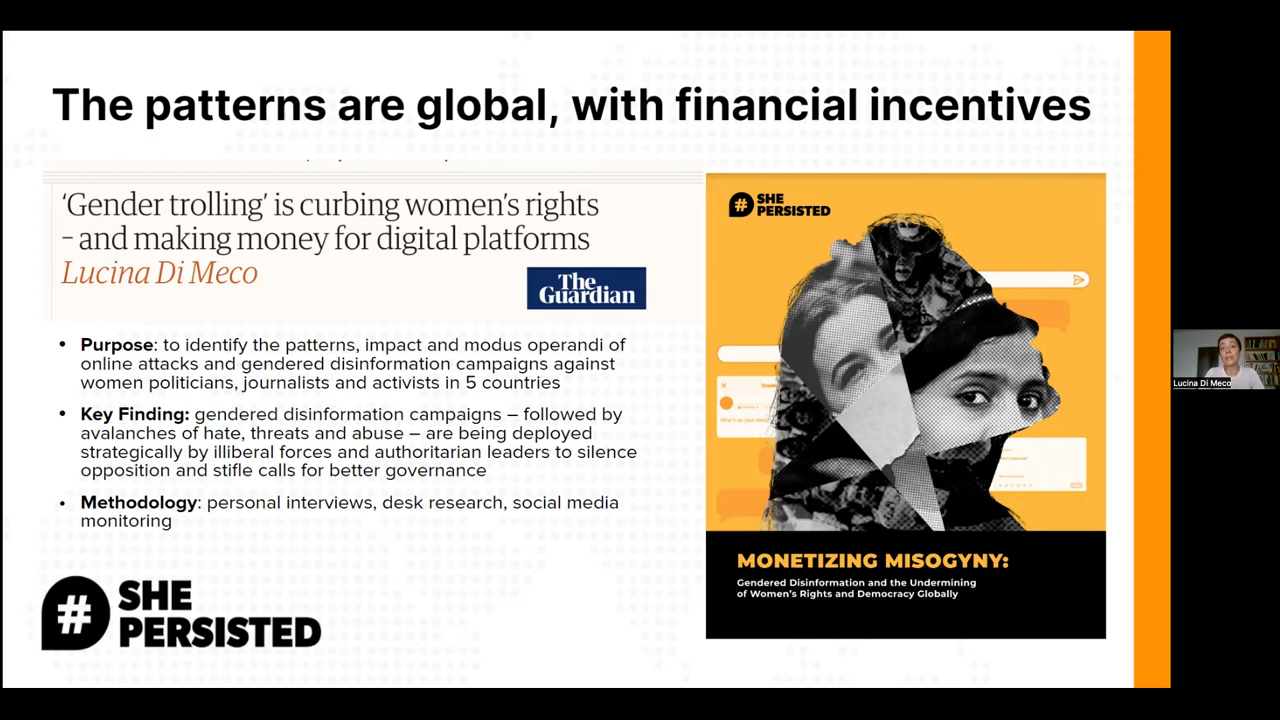 The patterns are global, with financial incentives
‘Gender trolling’ is curbing women’s rights
– and making money for digital platforms
Lucina Di Meco
The
Guardian
• Purpose: to identify the patterns, impact and modus operandi of
online attacks and gendered disinformation campaigns against
women politicians, journalists and activists in 5 countries
• Key Finding: gendered disinformation campaigns – followed by
avalanches of hate, threats and abuse – are being deployed
strategically by illiberal forces and authoritarian leaders to silence
opposition and stifle calls for better governance
• Methodology: personal interviews, desk research, social media
monitoring
# SHE
PERSISTED
# SHE
PERSISTED
MONETIZING MISOGYNY:
Gendered Disinformation and the Undermining
of Women’s Rights and Democracy Globally
Lucina Di Meco